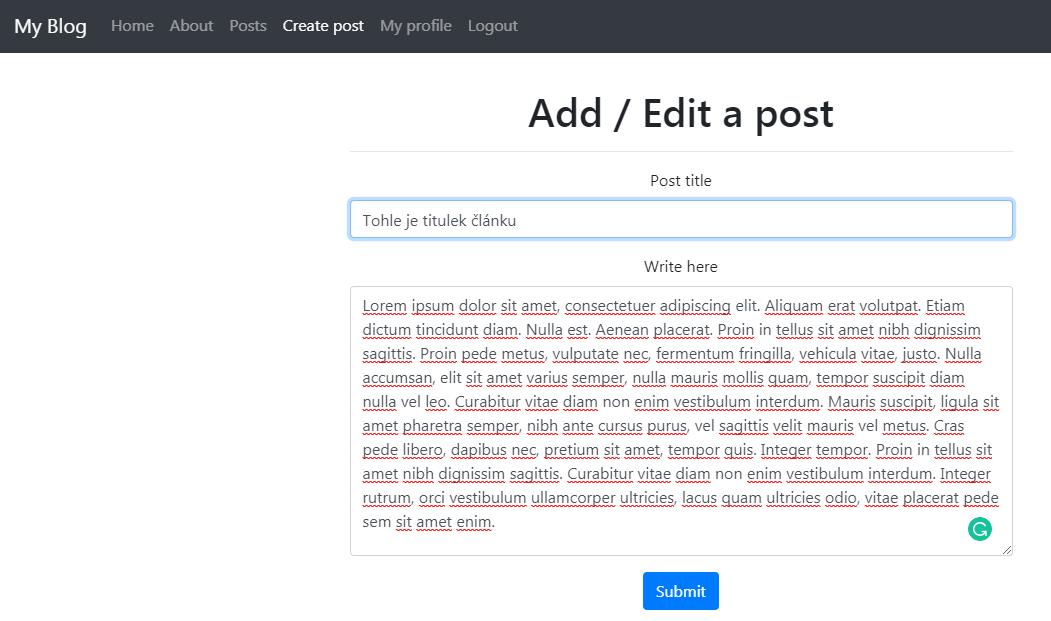 My Blog Home About Posts Create post My profile Logout
Add / Edit a post
Post title
Tohle je titulek článku
Write here
Lorem ipsum dolor sit amet, consectetuer adipiscing elit. Aliquam erat volutpat. Etiam
dictum tincidunt diam. Nulla est. Aenean placerat. Proin in tellus sit amet nibh dignissim
sagittis. Proin pede metus, vulputate nec, fermentum fringilla, vehicula vitae, justo. Nulla
accumsan, elit sit amet varius semper, nulla mauris mollis quam, tempor suscipit diam
nulla vel leo. Curabitur vitae diam non enim vestibulum interdum. Mauris suscipit, ligula sit
amet pharetra semper, nibh ante cursus purus, vel sagittis velit mauris vel metus. Cras
pede libero, dapibus nec, pretium sit amet, tempor quis. Integer tempor. Proin in tellus sit
amet nibh dignissim sagittis. Curabitur vitae diam non enim vestibulum interdum. Integer
rutrum, orci vestibulum ullamcorper ultricies, lacus quam ultricies odio, vitae placerat pede
sem sit amet enim.
Submit